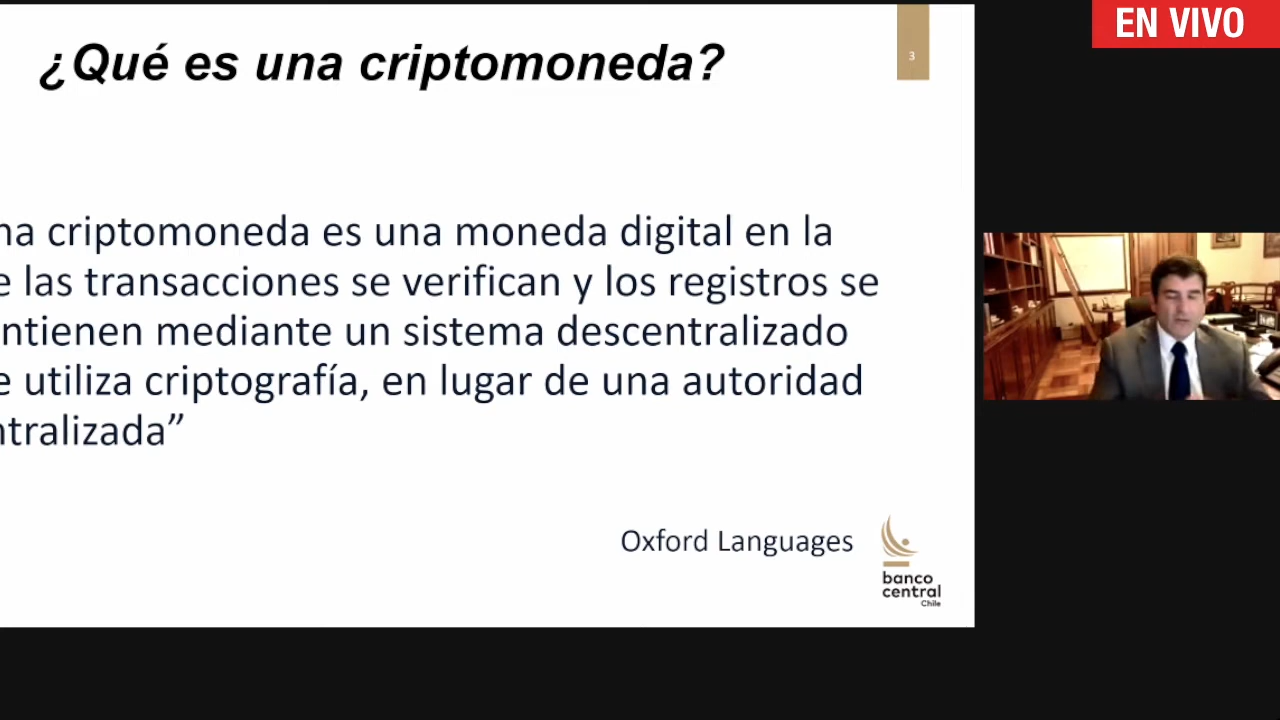 EN VIVO
¿Qué es una criptomoneda?
3
na criptomoneda es una moneda digital en la
e las transacciones se verifican y los registros se
ntienen mediante un sistema descentralizado
e utiliza criptografía, en lugar de una autoridad
ntralizada”
Oxford Languages
banco
central
Chile